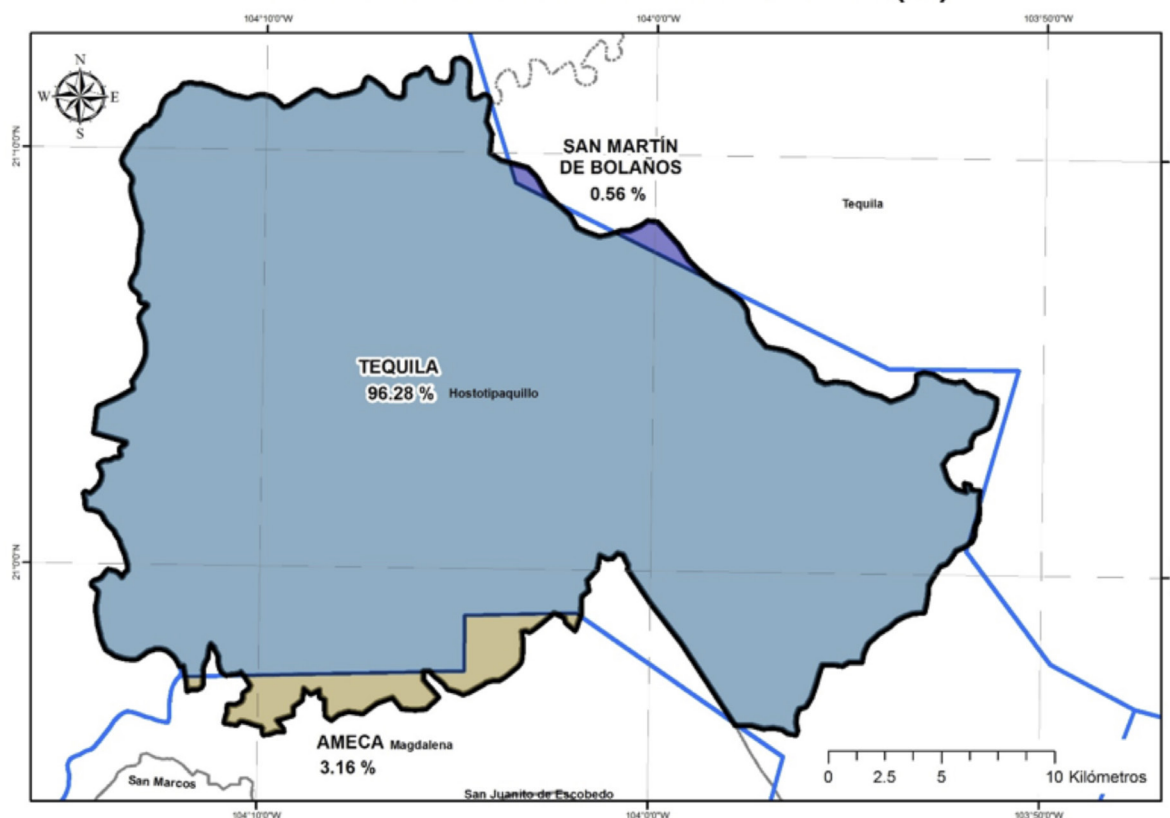 104°10'0"W 104°0'0"W 103°50'0"W
N
W E
S
21°10'0"N
SAN MARTÍN
DE BOLAÑOS
0.56 %
Tequila
TEQUILA
96.28 %
Hostotipaquillo
21°0'0"N
AMECA Magdalena
3.16 %
San Marcos
San Juanito de Escobedo
0 2.5 5 10 Kilómetros
104°10'0"W 104°0'0"W 103°50'0"W